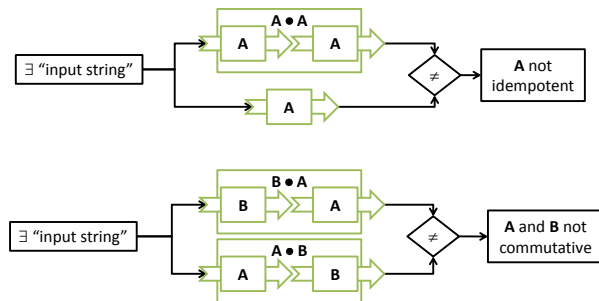 A ● A
A A
∃ “input string”
≠
A not
idempotent
A
B ● A
B A
∃ “input string”
≠
A and B not
commutative
A ● B
A B